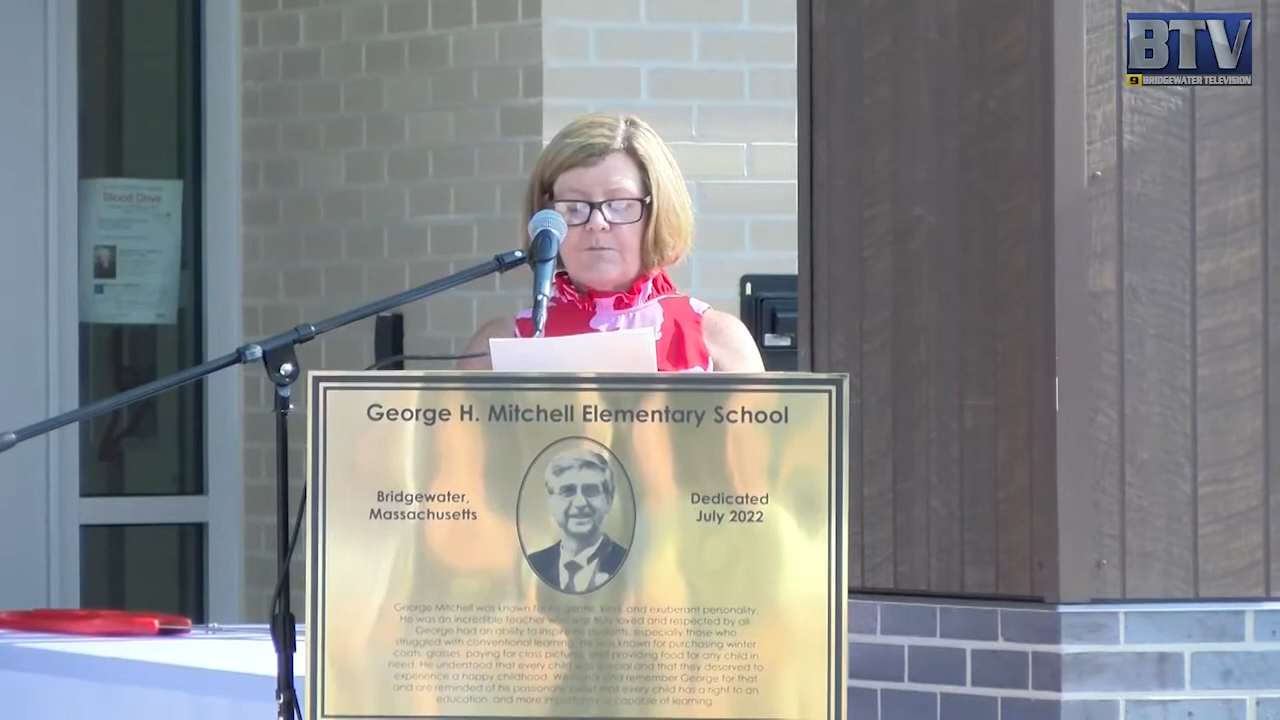 BTV
9 BRIDGEWATER TELEVISION
Blood Drive
George H. Mitchell Elementary School
Bridgewater,
Massachusetts
Dedicated
July 2022
George Mitchell was known for his gentle, kind, and exuberant personality.
He was an incredible teacher who was truly loved and respected by all.
George had an ability to inspire his students, especially those who
struggled with conventional learning. He was known for purchasing winter
coats, glasses, paying for class pictures, and providing food for any child in
need. He understood that every child was special and that they deserved to
experience a happy childhood. We honor and remember George for that
and are reminded of his passionate belief that every child has a right to an
education, and more importantly is capable of learning.